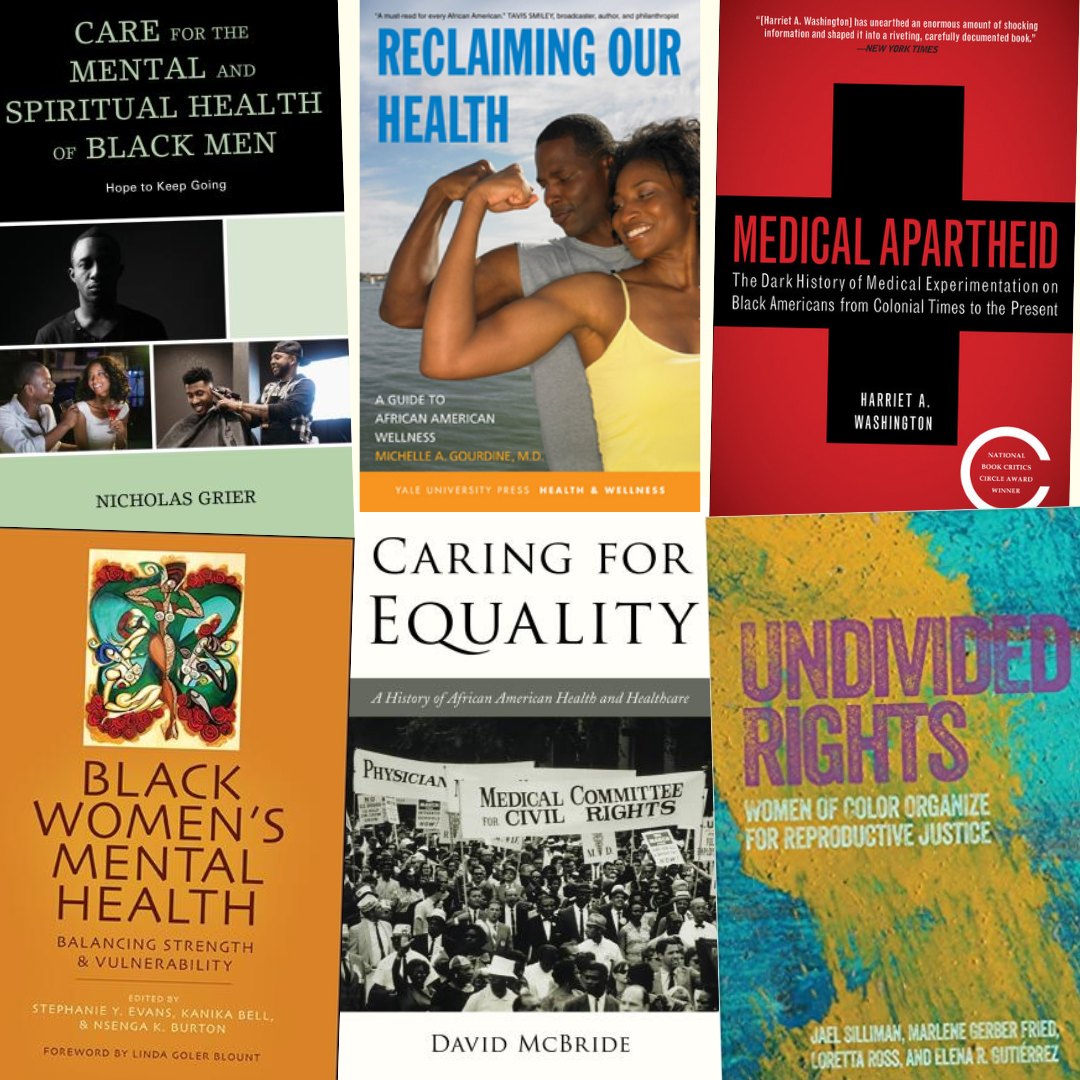 CARE FOR THE
MENTAL AND
SPIRITUAL HEALTH
OF BLACK MEN
Hope to Keep Going
NICHOLAS GRIER
"A must-read for every African American." TAVIS SMILEY, broadcaster, author, and philanthropist
RECLAIMING OUR
HEALTH
A GUIDE TO
AFRICAN AMERICAN
WELLNESS
MICHELLE A. GOURDINE, M.D.
YALE UNIVERSITY PRESS HEALTH & WELLNESS
"[Harriet A. Washington] has unearthed an enormous amount of shocking
information and shaped it into a riveting, carefully documented book."
—NEW YORK TIMES
MEDICAL APARTHEID
The Dark History of Medical Experimentation on
Black Americans from Colonial Times to the Present
HARRIET A.
WASHINGTON
NATIONAL
BOOK CRITICS
CIRCLE AWARD
WINNER
BLACK
WOMEN'S
MENTAL
HEALTH
BALANCING STRENGTH
& VULNERABILITY
EDITED BY
STEPHANIE Y. EVANS, KANIKA BELL,
& NSENGA K. BURTON
FOREWORD BY LINDA GOLER BLOUNT
CARING FOR
EQUALITY
A History of African American Health and Healthcare
PHYSICIAN
MEDICAL COMMITTEE
FOR CIVIL RIGHTS
M.D.
DAVID MCBRIDE
UNDIVIDED
RIGHTS
WOMEN OF COLOR ORGANIZE
FOR REPRODUCTIVE JUSTICE
JAEL SILLIMAN, MARLENE GERBER FRIED,
LORETTA ROSS, AND ELENA R. GUTIÉRREZ